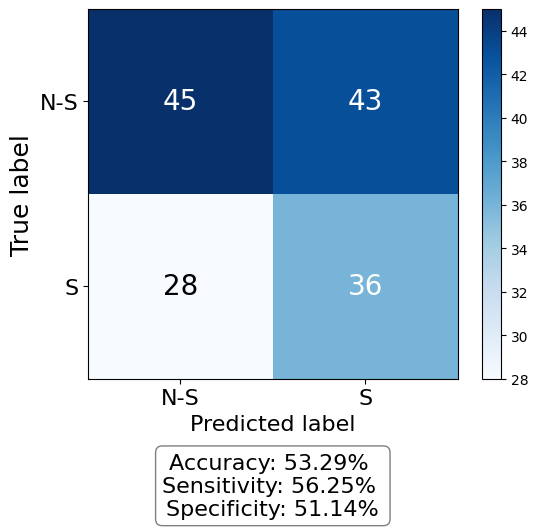 44
N-S
45
43
42
40
True label
38
36
S
28
36
34
32
30
28
N-S
S
Predicted label
Accuracy: 53.29%
Sensitivity: 56.25%
Specificity: 51.14%